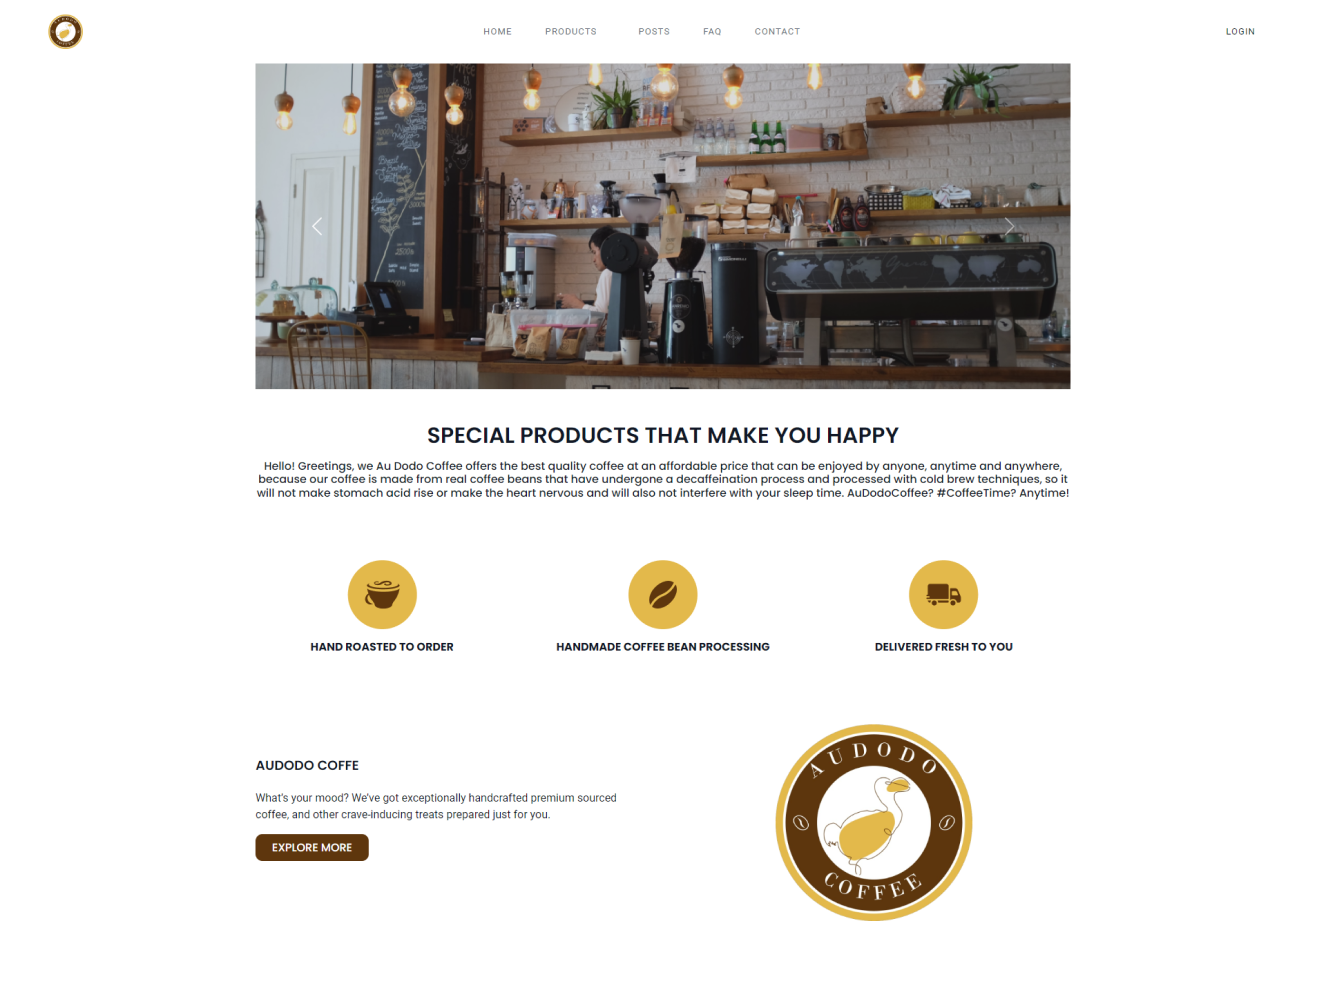 HOME PRODUCTS POSTS FAQ CONTACT LOGIN
SPECIAL PRODUCTS THAT MAKE YOU HAPPY
Hello! Greetings, we Au Dodo Coffee offers the best quality coffee at an affordable price that can be enjoyed by anyone, anytime and anywhere,
because our coffee is made from real coffee beans that have undergone a decaffeination process and processed with cold brew techniques, so it
will not make stomach acid rise or make the heart nervous and will also not interfere with your sleep time. AuDodoCoffee? #CoffeeTime? Anytime!
HAND ROASTED TO ORDER
HANDMADE COFFEE BEAN PROCESSING
DELIVERED FRESH TO YOU
AUDODO COFFE
What's your mood? We've got exceptionally handcrafted premium sourced
coffee, and other crave-inducing treats prepared just for you.
EXPLORE MORE
AUDODO
COFFEE